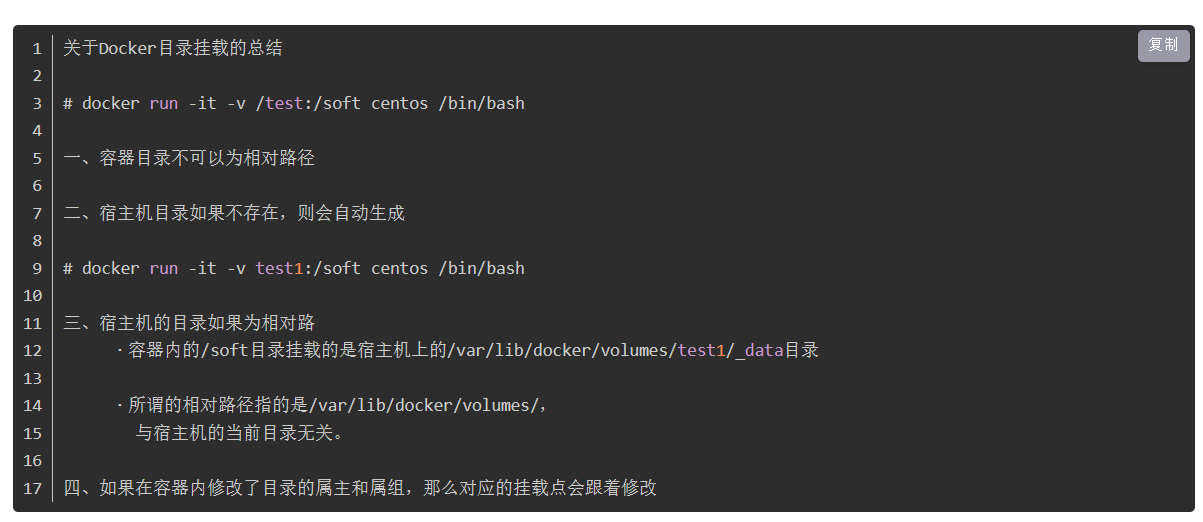 复制
1 关于Docker目录挂载的总结
2
3 # docker run -it -v /test:/soft centos /bin/bash
4
5 一、容器目录不可以为相对路径
6
7 二、宿主机目录如果不存在，则会自动生成
8
9 # docker run -it -v test1:/soft centos /bin/bash
10
11 三、宿主机的目录如果为相对路
12 ·容器内的/soft目录挂载的是宿主机上的/var/lib/docker/volumes/test1/_data目录
13
14 ·所谓的相对路径指的是/var/lib/docker/volumes/，
15 与宿主机的当前目录无关。
16
17 四、如果在容器内修改了目录的属主和属组，那么对应的挂载点会跟着修改